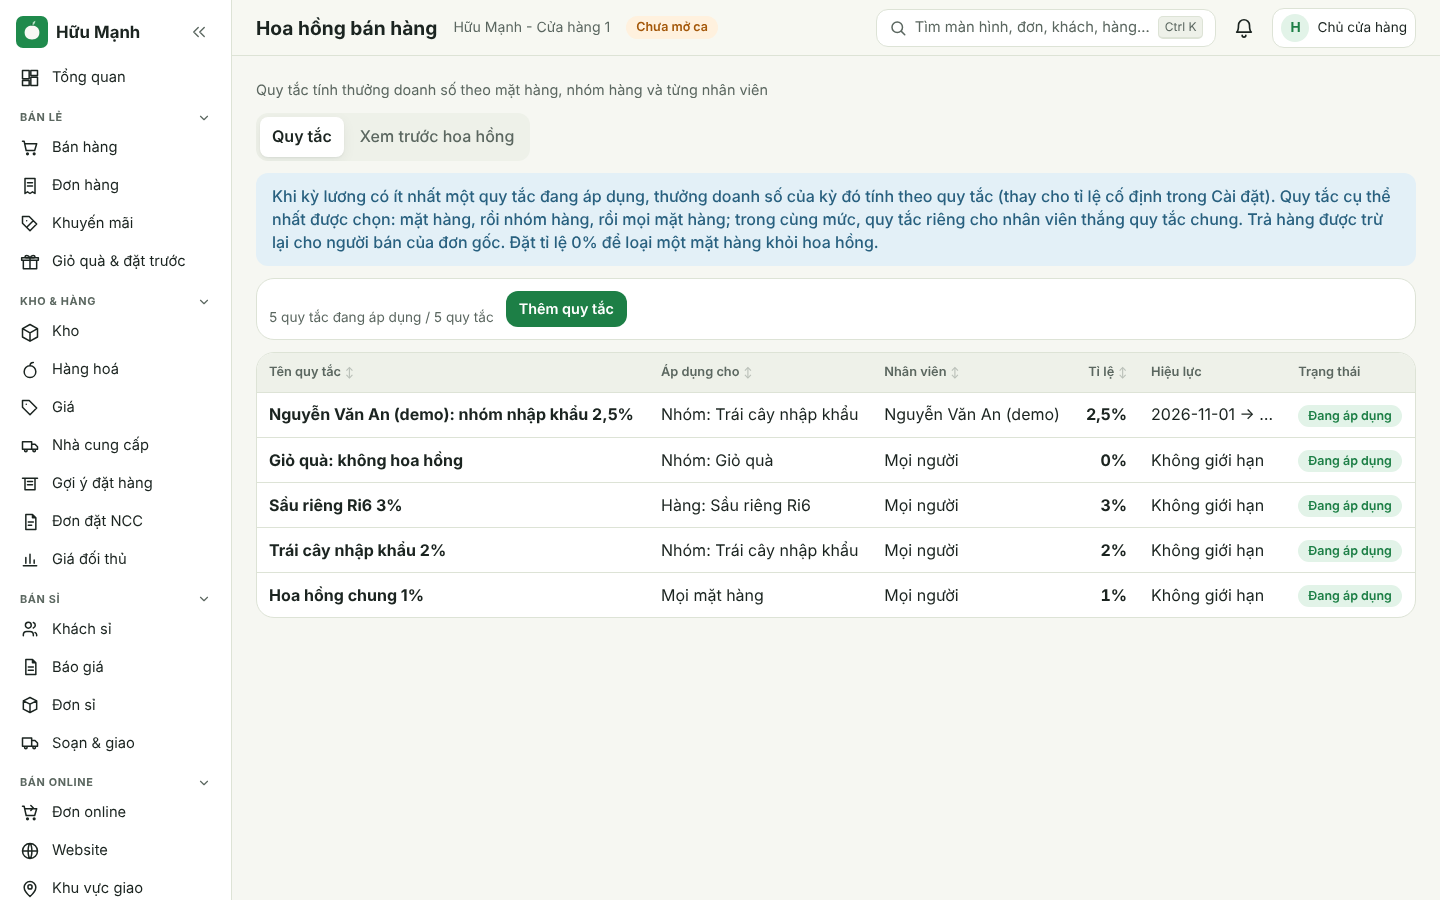 Hữu Mạnh
Tổng quan
BÁN LẺ
Bán hàng
Đơn hàng
Khuyến mãi
Giỏ quà & đặt trước
KHO & HÀNG
Kho
Hàng hoá
Giá
Nhà cung cấp
Gợi ý đặt hàng
Đơn đặt NCC
Giá đối thủ
BÁN SỈ
Khách sỉ
Báo giá
Đơn sỉ
Soạn & giao
BÁN ONLINE
Đơn online
Website
Khu vực giao
Hoa hồng bán hàng Hữu Mạnh - Cửa hàng 1 Chưa mở ca Tìm màn hình, đơn, khách, hàng... Ctrl K H Chủ cửa hàng
Quy tắc tính thưởng doanh số theo mặt hàng, nhóm hàng và từng nhân viên
Quy tắc Xem trước hoa hồng
Khi kỳ lương có ít nhất một quy tắc đang áp dụng, thưởng doanh số của kỳ đó tính theo quy tắc (thay cho tỉ lệ cố định trong Cài đặt). Quy tắc cụ thể
nhất được chọn: mặt hàng, rồi nhóm hàng, rồi mọi mặt hàng; trong cùng mức, quy tắc riêng cho nhân viên thắng quy tắc chung. Trả hàng được trừ
lại cho người bán của đơn gốc. Đặt tỉ lệ 0% để loại một mặt hàng khỏi hoa hồng.
5 quy tắc đang áp dụng / 5 quy tắc Thêm quy tắc
Tên quy tắc Áp dụng cho Nhân viên Tỉ lệ Hiệu lực Trạng thái
Nguyễn Văn An (demo): nhóm nhập khẩu 2,5% Nhóm: Trái cây nhập khẩu Nguyễn Văn An (demo) 2,5% 2026-11-01 → ... Đang áp dụng
Giỏ quà: không hoa hồng Nhóm: Giỏ quà Mọi người 0% Không giới hạn Đang áp dụng
Sầu riêng Ri6 3% Hàng: Sầu riêng Ri6 Mọi người 3% Không giới hạn Đang áp dụng
Trái cây nhập khẩu 2% Nhóm: Trái cây nhập khẩu Mọi người 2% Không giới hạn Đang áp dụng
Hoa hồng chung 1% Mọi mặt hàng Mọi người 1% Không giới hạn Đang áp dụng